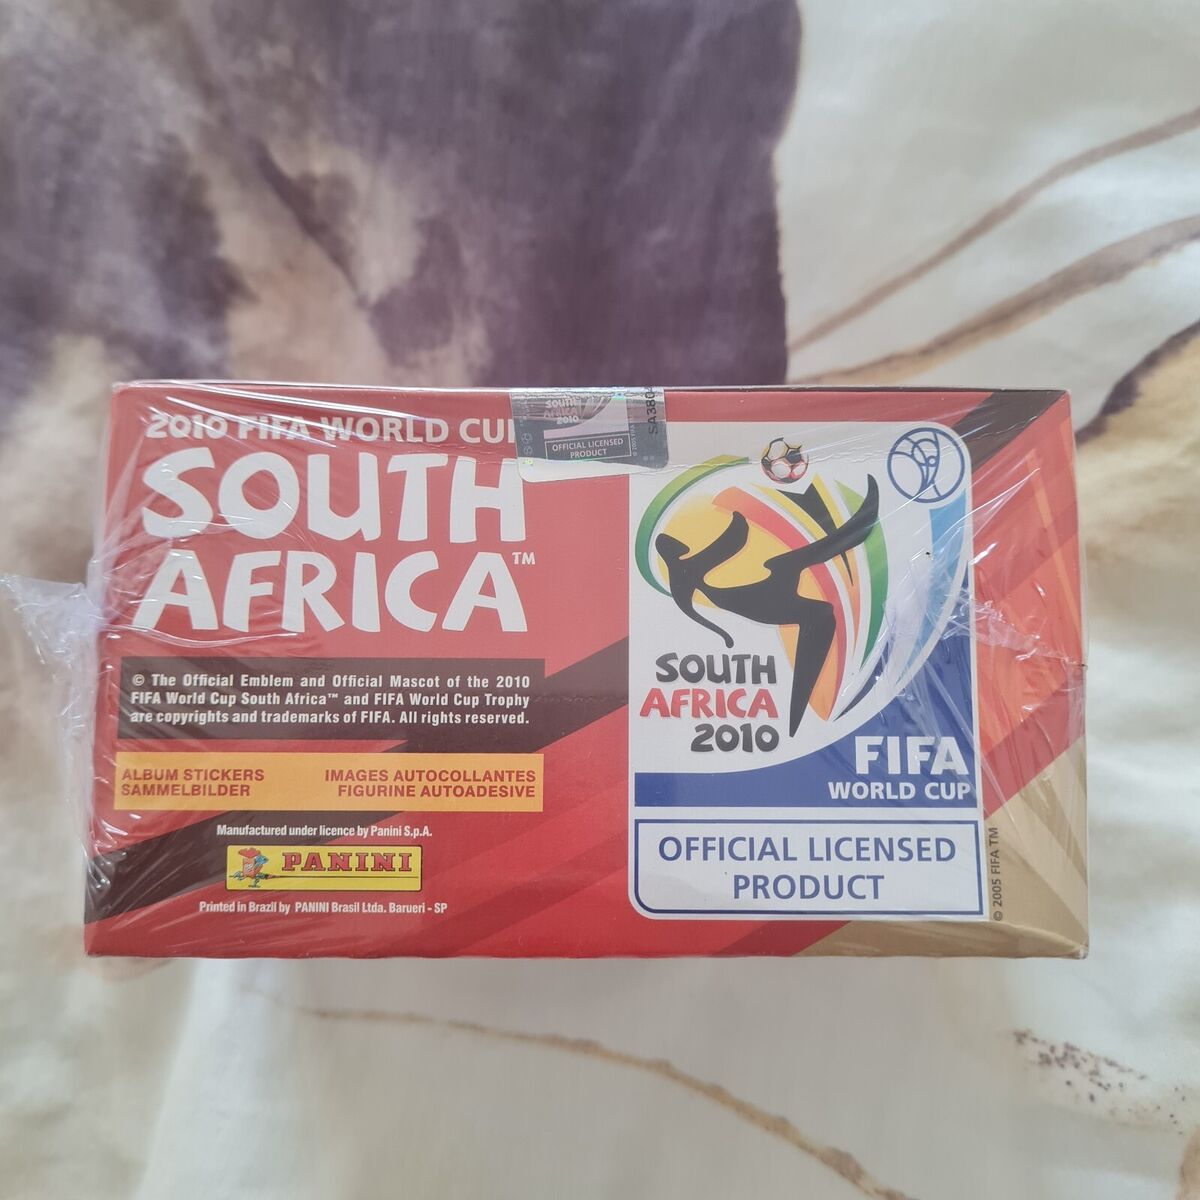 2010 FIFA WORLD CUP
SOUTH
AFRICA™
© The Official Emblem and Official Mascot of the 2010
FIFA World Cup South Africa™ and FIFA World Cup Trophy
are copyrights and trademarks of FIFA. All rights reserved.
ALBUM STICKERS
SAMMELBILDER
IMAGES AUTOCOLLANTES
FIGURINE AUTOADESIVE
Manufactured under licence by Panini S.p.A.
PANINI
Printed in Brazil by PANINI Brasil Ltda. Barueri - SP
SOUTH
AFRICA
2010
OFFICIAL LICENSED
PRODUCT
SOUTH
AFRICA
2010
FIFA
WORLD CUP
OFFICIAL LICENSED
PRODUCT
© 2005 FIFA TM